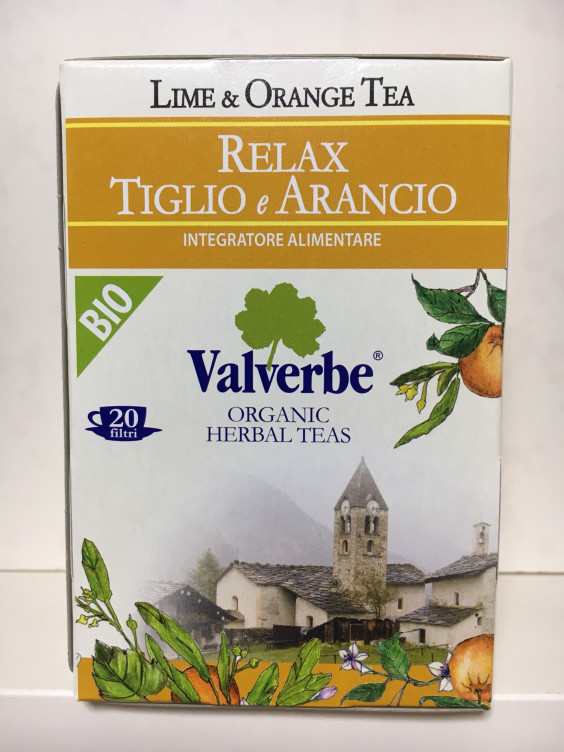 LIME & ORANGE TEA
RELAX
TIGLIO e ARANCIO
INTEGRATORE ALIMENTARE
BIO
Valverbe®
20
filtri
ORGANIC
HERBAL TEAS